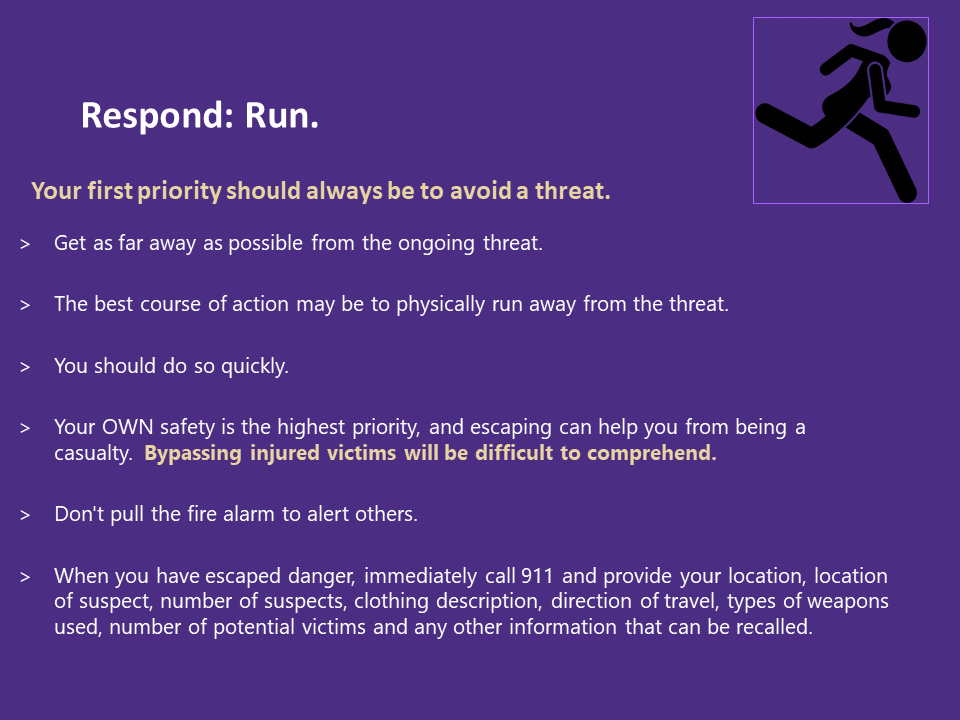 Respond: Run.
Your first priority should always be to avoid a threat.
> Get as far away as possible from the ongoing threat.
> The best course of action may be to physically run away from the threat.
> You should do so quickly.
> Your OWN safety is the highest priority, and escaping can help you from being a
casualty. Bypassing injured victims will be difficult to comprehend.
> Don't pull the fire alarm to alert others.
> When you have escaped danger, immediately call 911 and provide your location, location
of suspect, number of suspects, clothing description, direction of travel, types of weapons
used, number of potential victims and any other information that can be recalled.